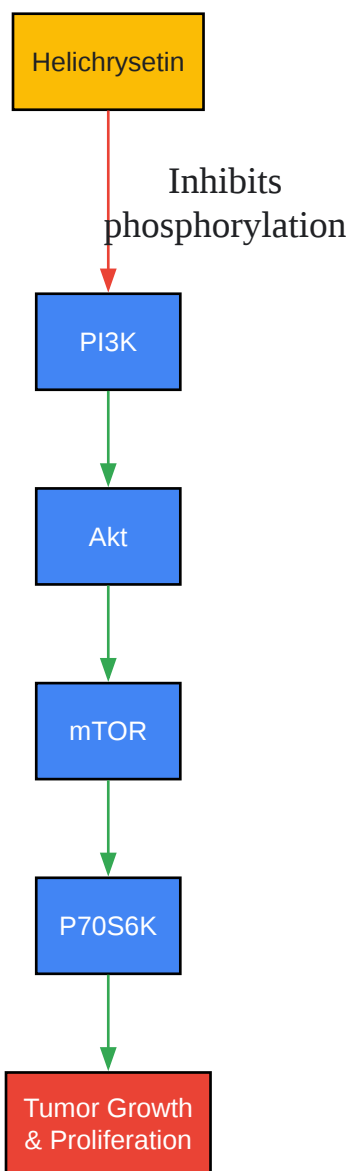 Helichrysetin
Inhibits
phosphorylation
PI3K
Akt
mTOR
P70S6K
Tumor Growth
& Proliferation